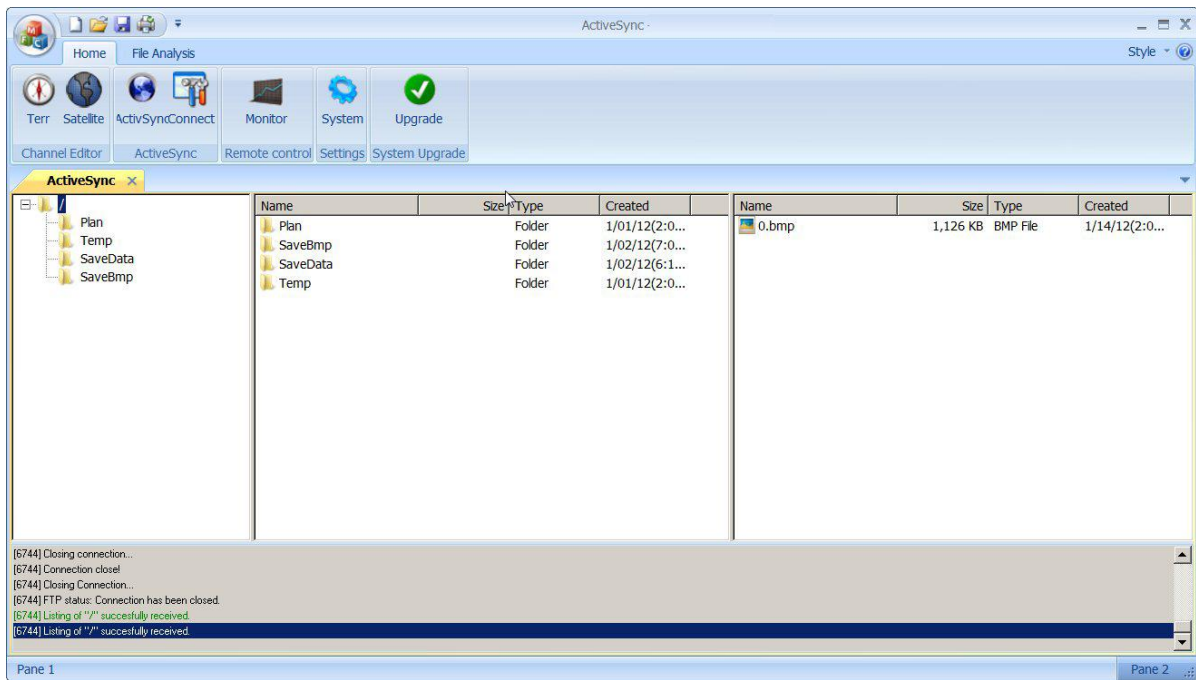 ActiveSync -
Home File Analysis Style
Terr Satellite ActivSync Connect Monitor System Upgrade
Channel Editor ActiveSync Remote control Settings System Upgrade
ActiveSync
/
Plan
Temp
SaveData
SaveBmp
Name Size Type Created
Plan Folder 1/01/12(2:0...
SaveBmp Folder 1/02/12(7:0...
SaveData Folder 1/02/12(6:1...
Temp Folder 1/01/12(2:0...
Name Size Type Created
0.bmp 1,126 KB BMP File 1/14/12(2:0...
[6744] Closing connection...
[6744] Connection close!
[6744] Closing Connection...
[6744] FTP status: Connection has been closed.
[6744] Listing of "/" succesfully received.
[6744] Listing of "/" succesfully received.
Pane 1 Pane 2